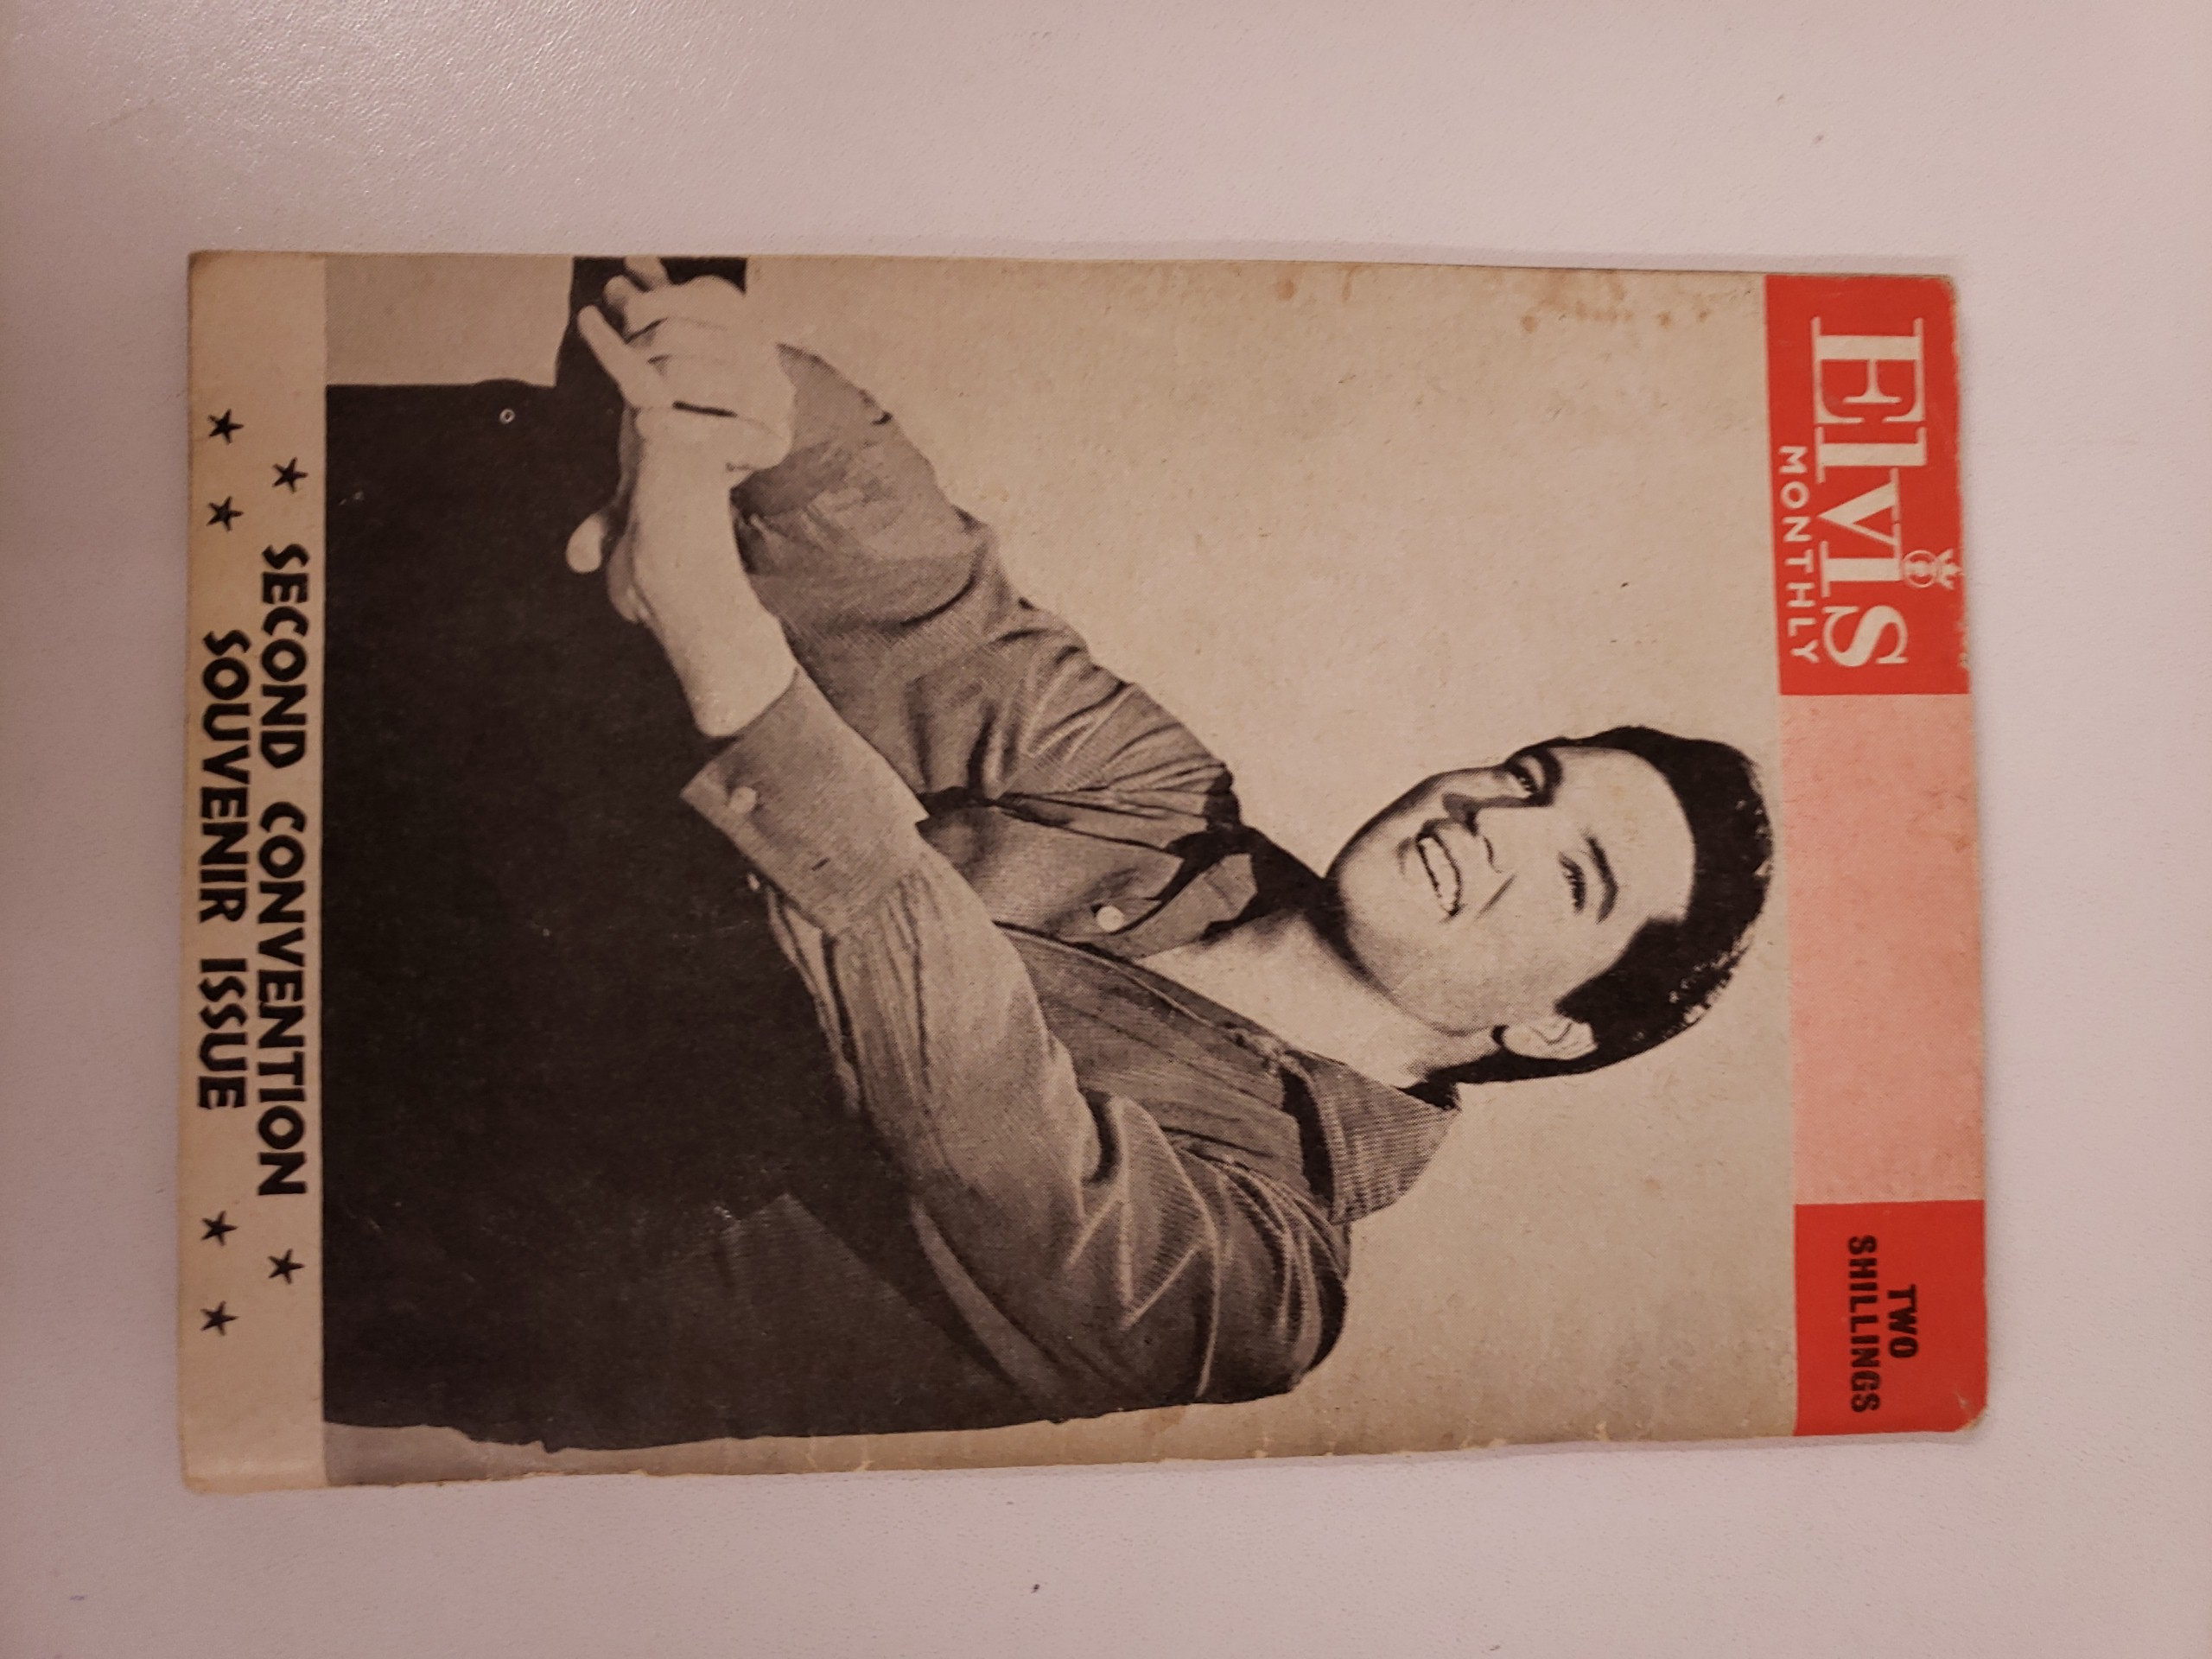 ElVIS
MONTHLY
TWO
SHILLINGS
★ SECOND CONVENTION ★
★ ★ SOUVENIR ISSUE ★ ★